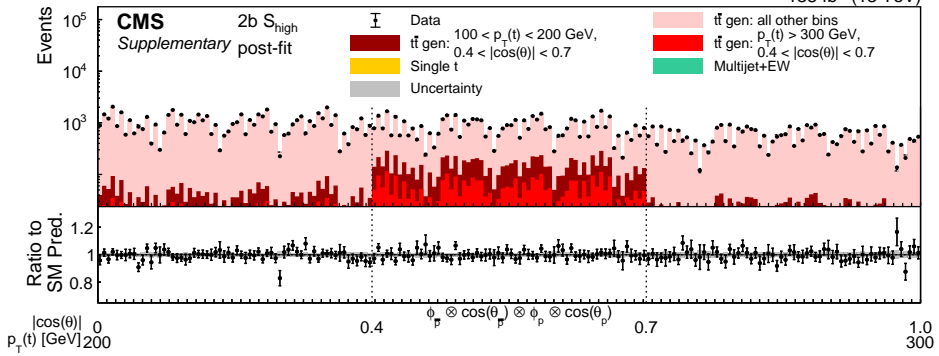 CMS
Supplementary
2b S_high
post-fit
Data
tt̄ gen: 100 < p_T(t) < 200 GeV,
0.4 < |cos(θ)| < 0.7
Single t
Uncertainty
tt̄ gen: all other bins
tt̄ gen: p_T(t) > 300 GeV,
0.4 < |cos(θ)| < 0.7
Multijet+EW
Events
10^5
10^4
10^3
Ratio to
SM Pred.
1.2
1
0.8
ϕ_p̄ ⊗ cos(θ_p̄) ⊗ ϕ_p ⊗ cos(θ_p)
|cos(θ)| 0 0.4 0.7 1.0
p_T(t) [GeV] 200 300